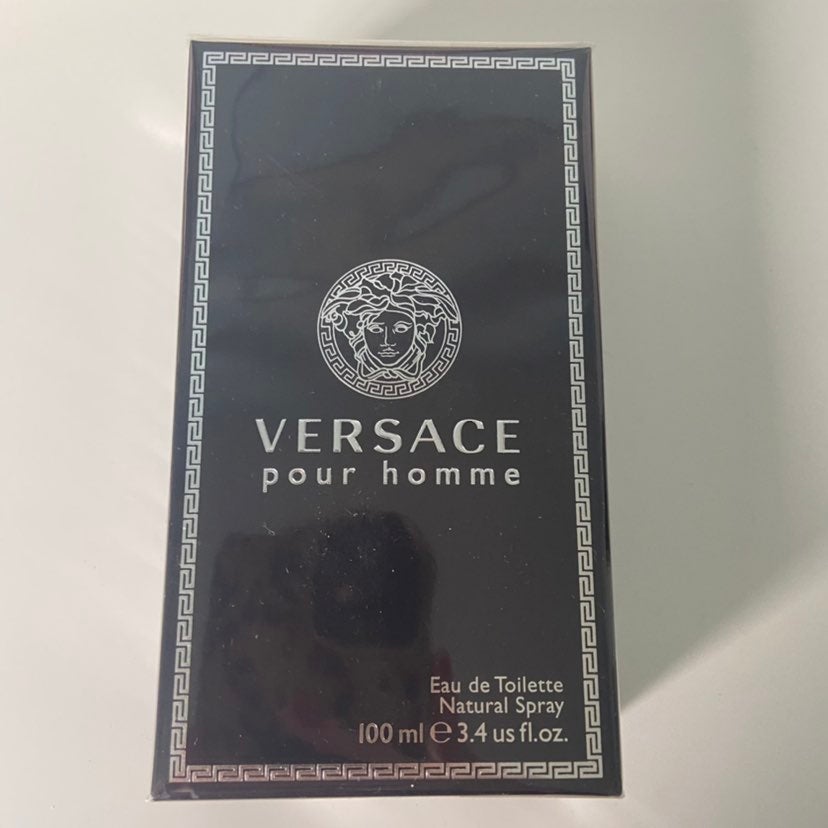 VERSACE
pour homme
Eau de Toilette
Natural Spray
100 ml ℮ 3.4 us fl.oz.